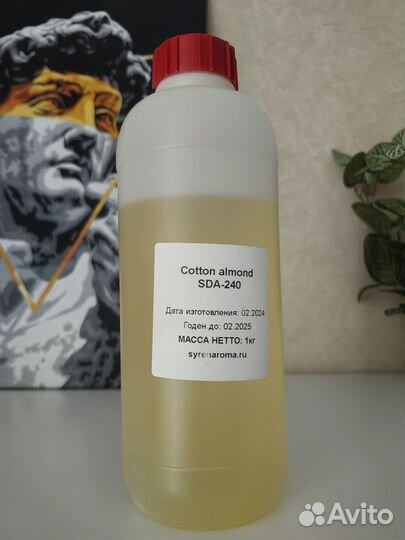 Cotton almond
SDA-240
Дата изготовления: 02.2024
Годен до: 02.2025
МАССА НЕТТО: 1кг
syrenaroma.ru
Avito